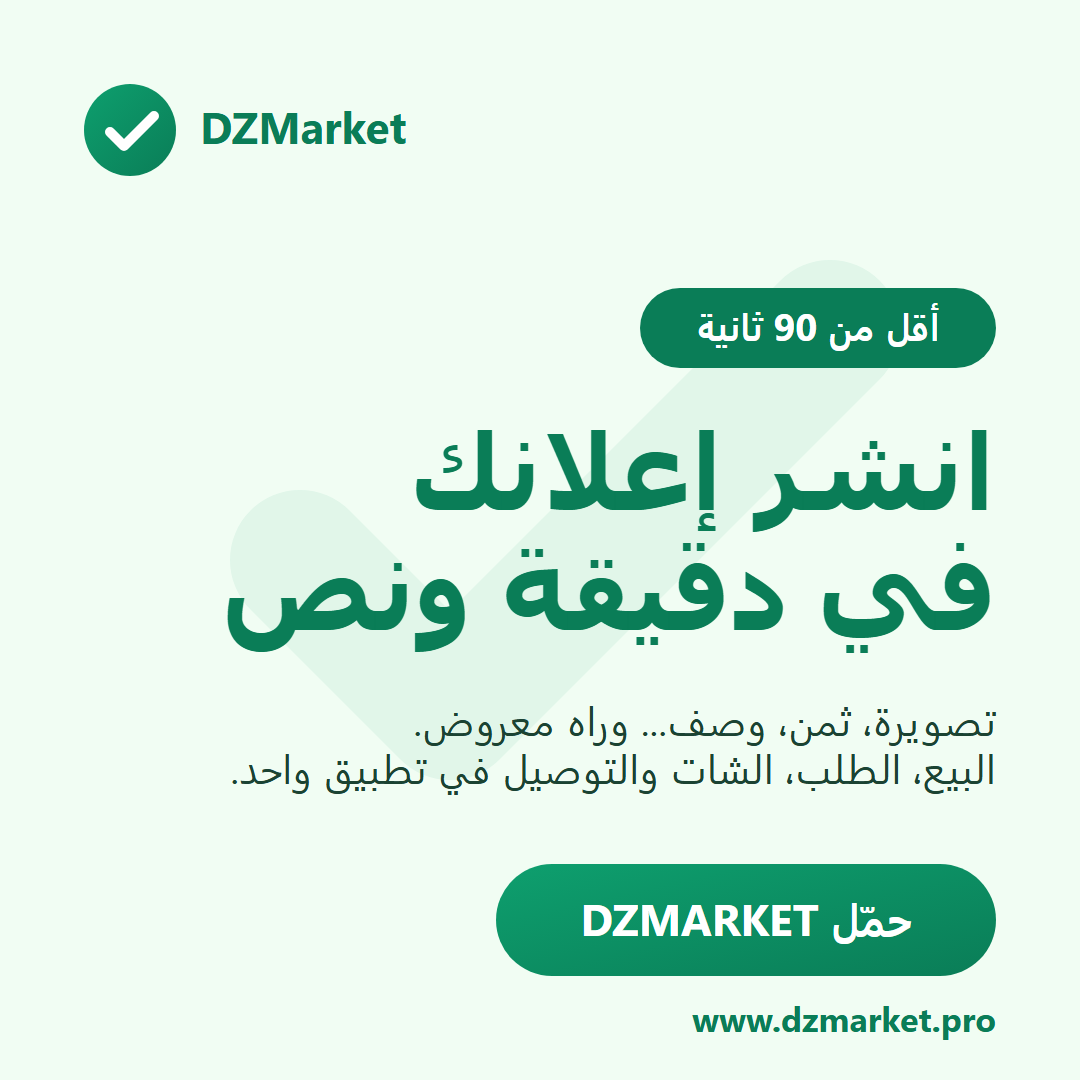 DZMarket
أقل من 90 ثانية
انشر إعلانك
في دقيقة ونص
تصويرة، ثمن، وصف... وراه معروض.
البيع، الطلب، الشات والتوصيل في تطبيق واحد.
حمّل DZMARKET
www.dzmarket.pro